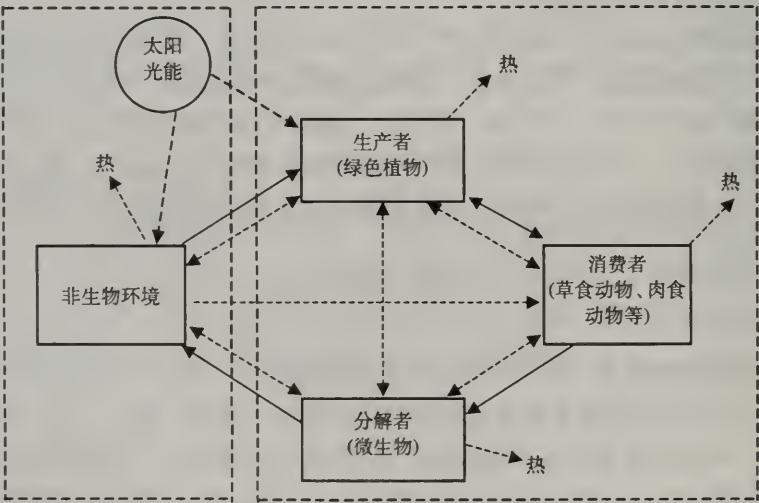 太阳
光能
热
生产者
(绿色植物)
热
热
非生物环境
消费者
(草食动物、肉食
动物等)
分解者
(微生物)
热